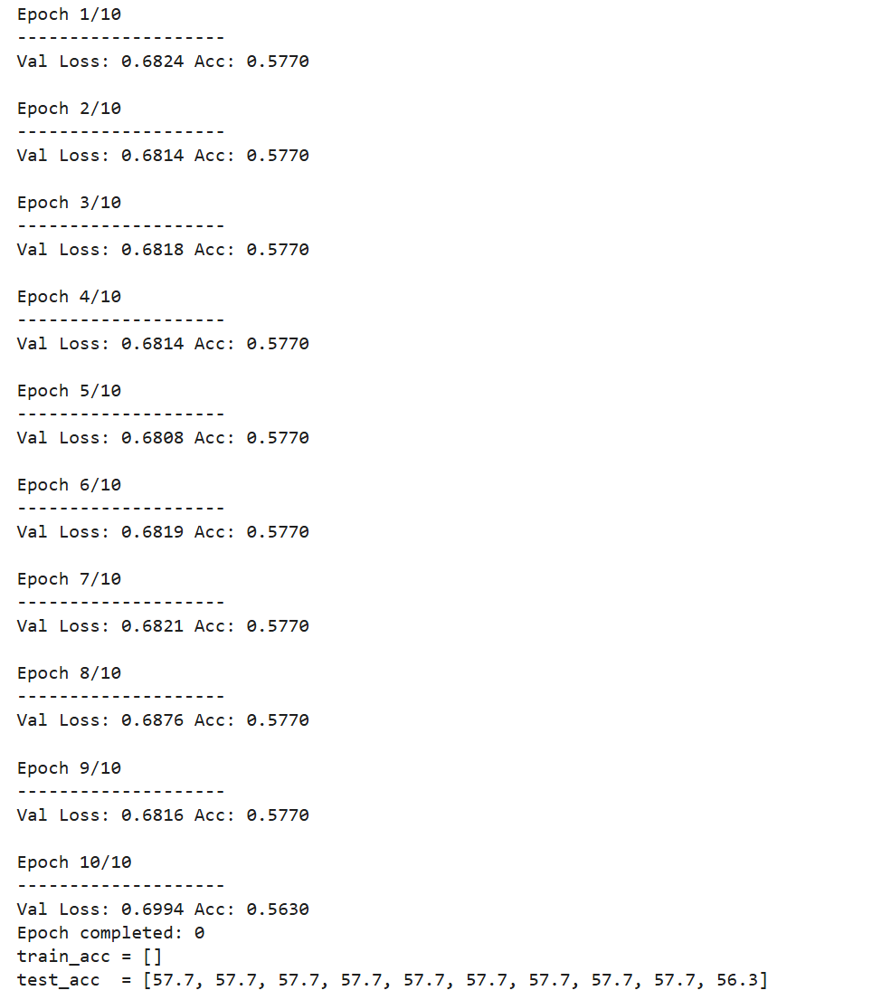 Epoch 1/10
--------------------
Val Loss: 0.6824 Acc: 0.5770
Epoch 2/10
--------------------
Val Loss: 0.6814 Acc: 0.5770
Epoch 3/10
--------------------
Val Loss: 0.6818 Acc: 0.5770
Epoch 4/10
--------------------
Val Loss: 0.6814 Acc: 0.5770
Epoch 5/10
--------------------
Val Loss: 0.6808 Acc: 0.5770
Epoch 6/10
--------------------
Val Loss: 0.6819 Acc: 0.5770
Epoch 7/10
--------------------
Val Loss: 0.6821 Acc: 0.5770
Epoch 8/10
--------------------
Val Loss: 0.6876 Acc: 0.5770
Epoch 9/10
--------------------
Val Loss: 0.6816 Acc: 0.5770
Epoch 10/10
--------------------
Val Loss: 0.6994 Acc: 0.5630
Epoch completed: 0
train_acc = []
test_acc  = [57.7, 57.7, 57.7, 57.7, 57.7, 57.7, 57.7, 57.7, 57.7, 56.3]